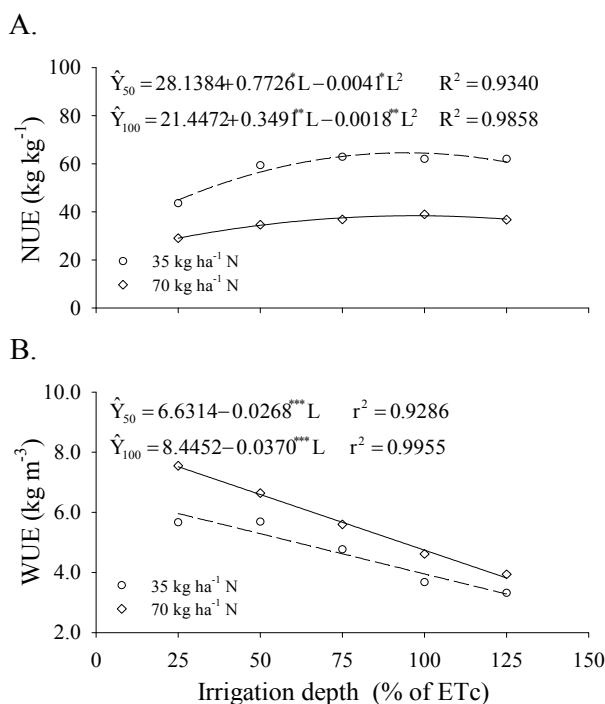 A.
100
80
60
40
20
0
NUE (kg kg⁻¹)
Ŷ₅₀ = 28.1384+0.7726*L−0.0041*L² R² = 0.9340
Ŷ₁₀₀ = 21.4472+0.3491**L−0.0018**L² R² = 0.9858
35 kg ha⁻¹ N
70 kg ha⁻¹ N
B.
10.0
8.0
6.0
4.0
2.0
WUE (kg m⁻³)
Ŷ₅₀ = 6.6314−0.0268***L r² = 0.9286
Ŷ₁₀₀ = 8.4452−0.0370***L r² = 0.9955
35 kg ha⁻¹ N
70 kg ha⁻¹ N
0 25 50 75 100 125 150
Irrigation depth (% of ETc)